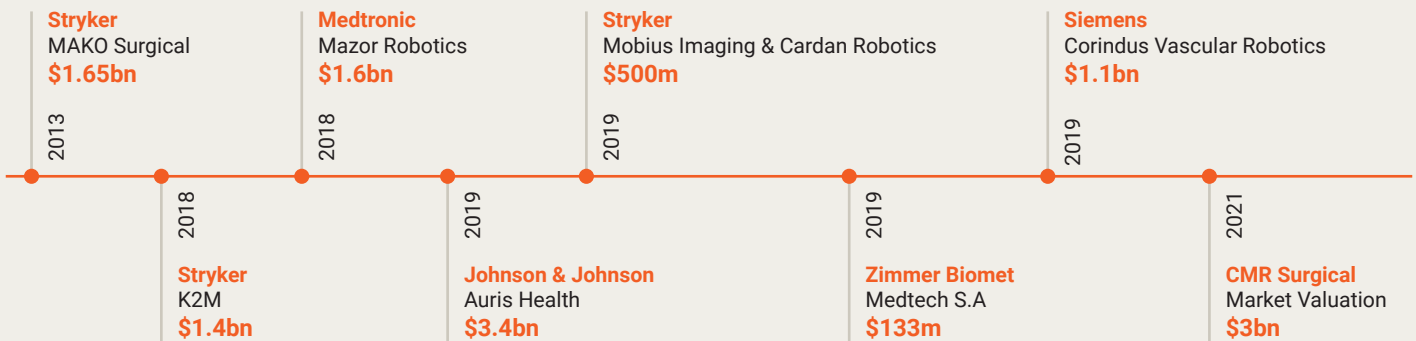 Stryker
MAKO Surgical
$1.65bn
2013
Stryker
K2M
$1.4bn
2018
Medtronic
Mazor Robotics
$1.6bn
2018
Johnson & Johnson
Auris Health
$3.4bn
2019
Stryker
Mobius Imaging & Cardan Robotics
$500m
2019
Zimmer Biomet
Medtech S.A
$133m
2019
Siemens
Corindus Vascular Robotics
$1.1bn
2019
CMR Surgical
Market Valuation
$3bn
2021